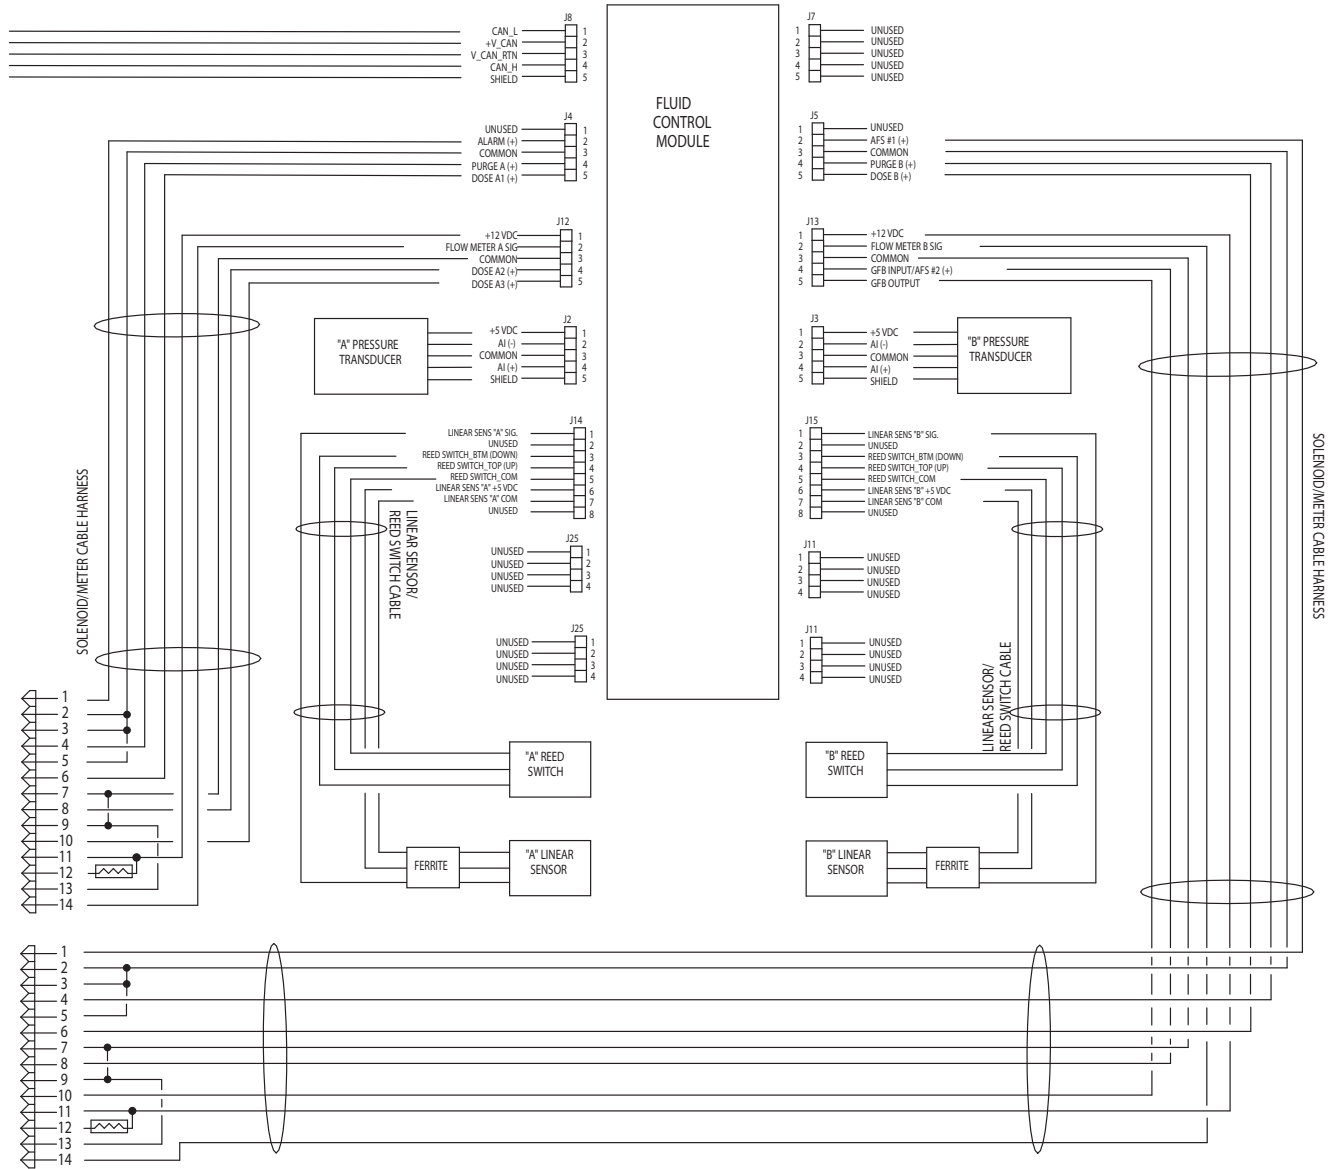 J8
CAN_L 1
+V_CAN 2
V_CAN_RTN 3
CAN_H 4
SHIELD 5
J4
UNUSED 1
ALARM (+) 2
COMMON 3
PURGE A (+) 4
DOSE A1 (+) 5
J12
+12 VDC 1
FLOW METER A SIG 2
COMMON 3
DOSE A2 (+) 4
DOSE A3 (+) 5
J2
+5 VDC 1
AI (-) 2
COMMON 3
AI (+) 4
SHIELD 5
"A" PRESSURE
TRANSDUCER
J14
LINEAR SENS "A" SIG. 1
UNUSED 2
REED SWITCH_BTM (DOWN) 3
REED SWITCH_TOP (UP) 4
REED SWITCH_COM 5
LINEAR SENS "A" +5 VDC 6
LINEAR SENS "A" COM 7
UNUSED 8
J25
UNUSED 1
UNUSED 2
UNUSED 3
UNUSED 4
J25
UNUSED 1
UNUSED 2
UNUSED 3
UNUSED 4
FLUID
CONTROL
MODULE
J7
1 UNUSED
2 UNUSED
3 UNUSED
4 UNUSED
5 UNUSED
J5
1 UNUSED
2 AFS #1 (+)
3 COMMON
4 PURGE B (+)
5 DOSE B (+)
J13
1 +12 VDC
2 FLOW METER B SIG
3 COMMON
4 GFB INPUT/AFS #2 (+)
5 GFB OUTPUT
J3
1 +5 VDC
2 AI (-)
3 COMMON
4 AI (+)
5 SHIELD
"B" PRESSURE
TRANSDUCER
J15
1 LINEAR SENS "B" SIG.
2 UNUSED
3 REED SWITCH_BTM (DOWN)
4 REED SWITCH_TOP (UP)
5 REED SWITCH_COM
6 LINEAR SENS "B" +5 VDC
7 LINEAR SENS "B" COM
8 UNUSED
J11
1 UNUSED
2 UNUSED
3 UNUSED
4 UNUSED
J11
1 UNUSED
2 UNUSED
3 UNUSED
4 UNUSED
SOLENOID/METER CABLE HARNESS
LINEAR SENSOR/
REED SWITCH CABLE
LINEAR SENSOR/
REED SWITCH CABLE
SOLENOID/METER CABLE HARNESS
"A" REED
SWITCH
"B" REED
SWITCH
FERRITE
"A" LINEAR
SENSOR
"B" LINEAR
SENSOR
FERRITE
1
2
3
4
5
6
7
8
9
10
11
12
13
14
1
2
3
4
5
6
7
8
9
10
11
12
13
14